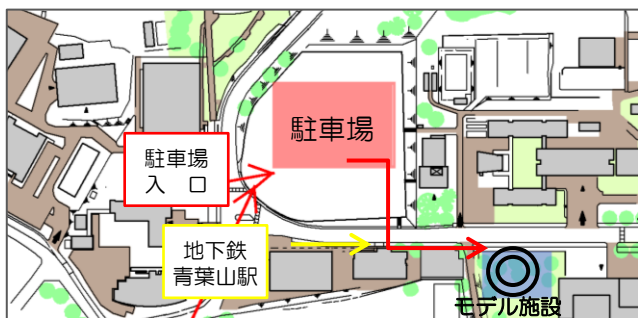 駐車場
駐車場
入　口
地下鉄
青葉山駅
モデル施設